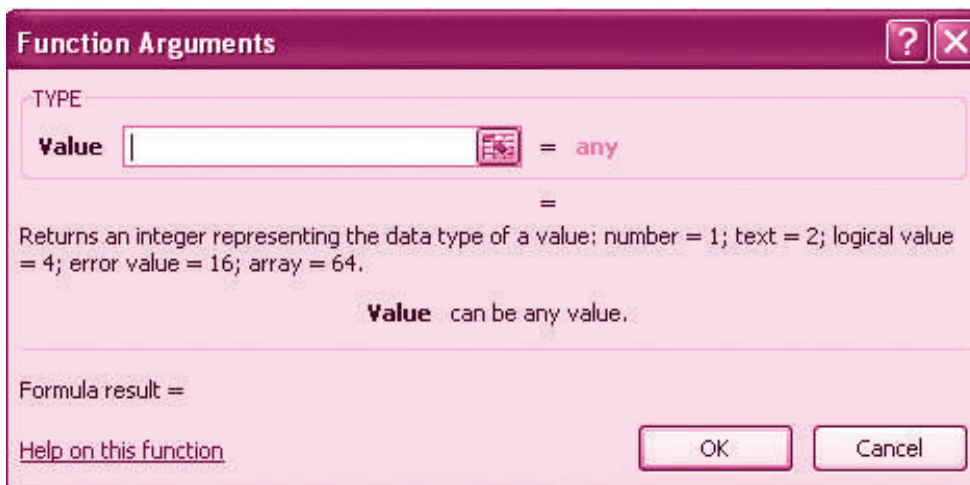 Function Arguments
TYPE
Value = any
=
Returns an integer representing the data type of a value: number = 1; text = 2; logical value
= 4; error value = 16; array = 64.
Value can be any value.
Formula result =
Help on this function OK Cancel